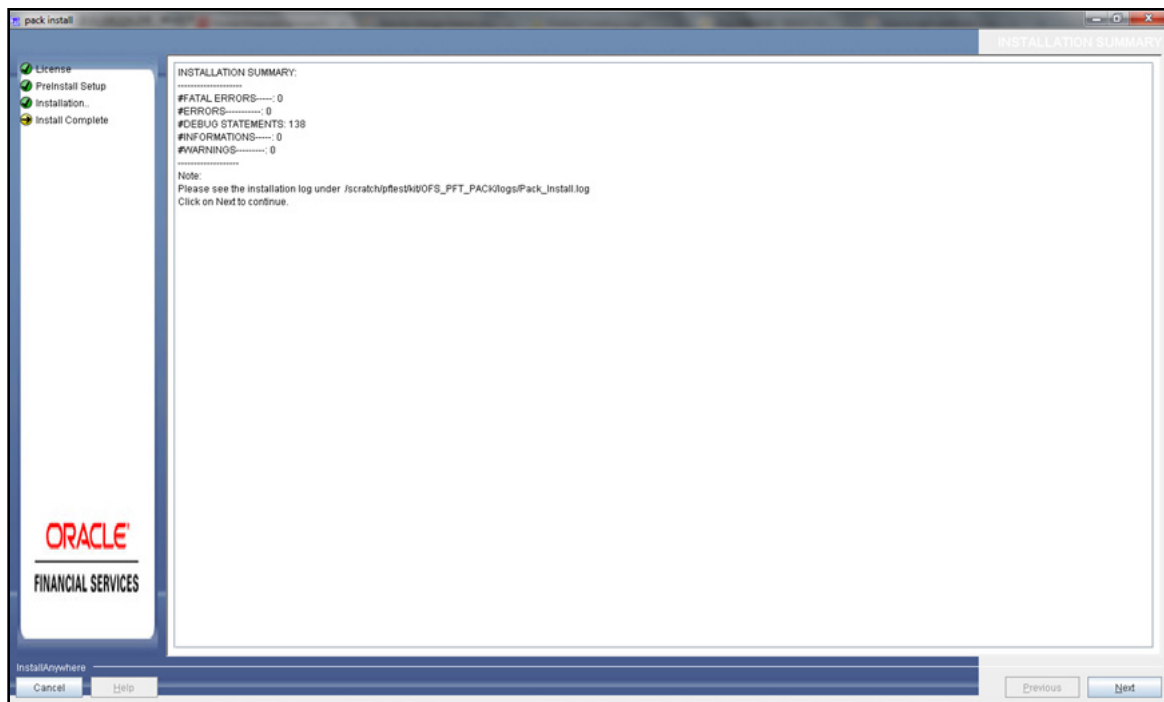 pack install
INSTALLATION SUMMARY
License
PreInstall Setup
Installation..
Install Complete
INSTALLATION SUMMARY:
-------------------
#FATAL ERRORS-----: 0
#ERRORS-----------: 0
#DEBUG STATEMENTS: 138
#INFORMATIONS-----: 0
#WARNINGS---------: 0
------------------
Note:
Please see the installation log under /scratch/pftest/kit/OFS_PFT_PACK/logs/Pack_Install.log
Click on Next to continue.
ORACLE
FINANCIAL SERVICES
InstallAnywhere
Cancel Help Previous Next